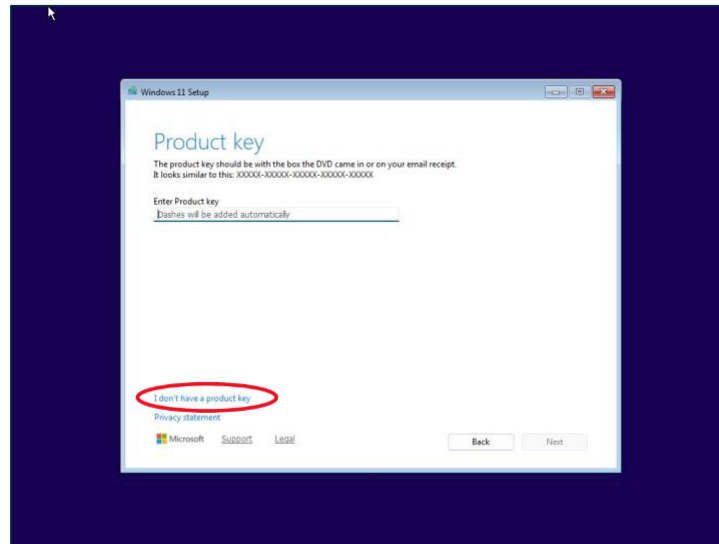 Windows 11 Setup
Product key
The product key should be with the box the DVD came in or on your email receipt.
It looks similar to this: XXXXX-XXXXX-XXXXX-XXXXX-XXXXX
Enter Product key
Dashes will be added automatically
I don't have a product key
Privacy statement
Microsoft Support Legal Back Next